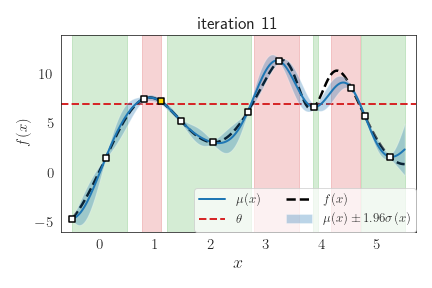 iteration 11
10
5
0
−5
f(x)
0 1 2 3 4 5
x
μ(x) f(x)
θ μ(x) ± 1.96σ(x)